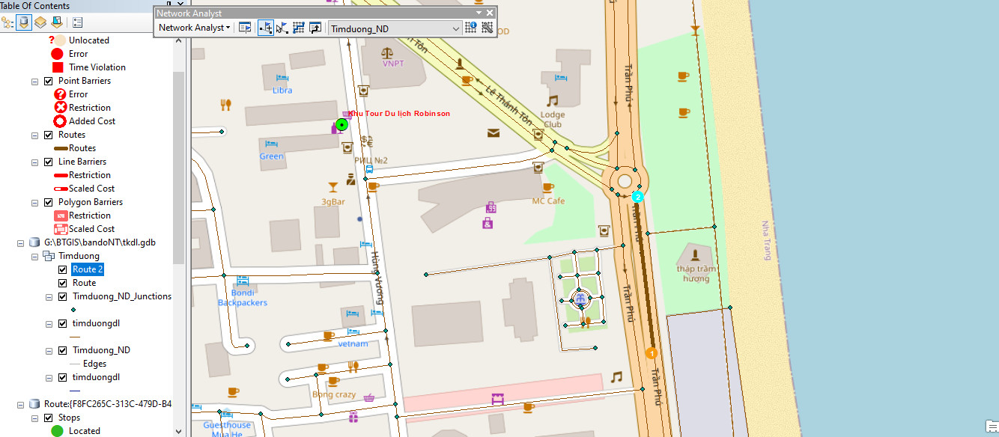 Table Of Contents
Network Analyst
Network Analyst
Timduong_ND
Unlocated
Error
Time Violation
Point Barriers
Error
Restriction
Added Cost
Routes
Routes
Line Barriers
Restriction
Scaled Cost
Polygon Barriers
Restriction
Scaled Cost
G:\BTGIS\bandoNT\tkdl.gdb
Timduong
Route 2
Route
Timduong_ND_Junctions
timduongdl
Timduong_ND
Edges
timduongdl
Route:{F8FC265C-313C-479D-B4
Stops
Located
n Tôn
OD
VNPT
Libra
Lê Thánh Tôn
Trần Phú
Lodge
Club
Khu Tour Du lịch Robinson
Green
РИЦ №2
3gBar
MC Cafe
2
Trần Phú
Nha Trang
tháp trầm
hương
Hùng Vương
Bondi
Backpackers
Trần Phú
vetnam
1
Trần Phú
Bong crazy
Guesthouse
Mua He